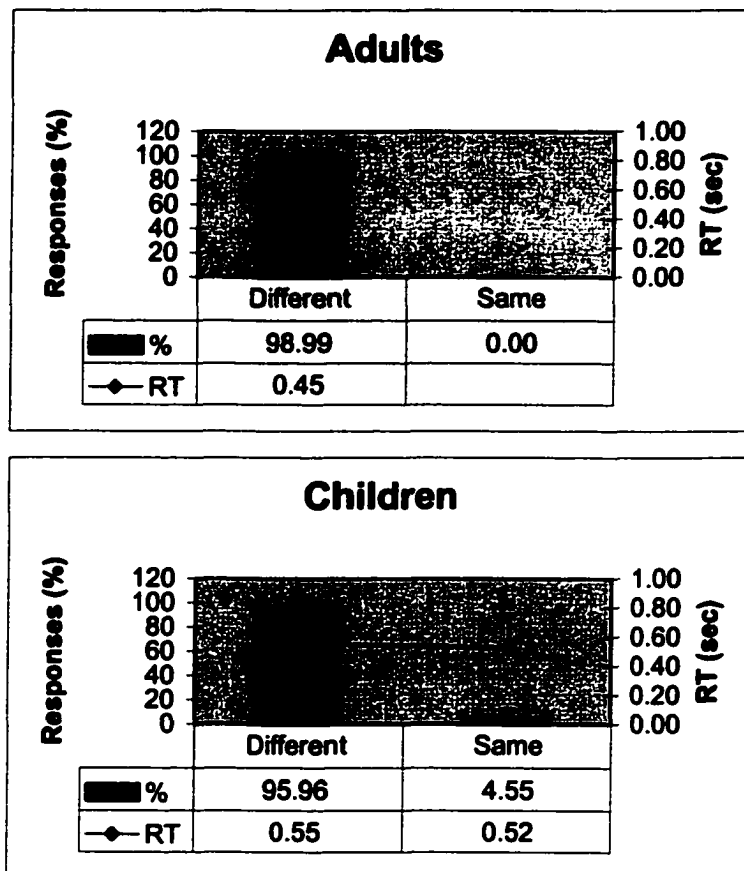 Adults
Responses (%)
120
100
80
60
40
20
0
1.00
0.80
0.60
0.40
0.20
0.00
RT (sec)
Different Same
% 98.99 0.00
RT 0.45
Children
Responses (%)
120
100
80
60
40
20
0
1.00
0.80
0.60
0.40
0.20
0.00
RT (sec)
Different Same
% 95.96 4.55
RT 0.55 0.52